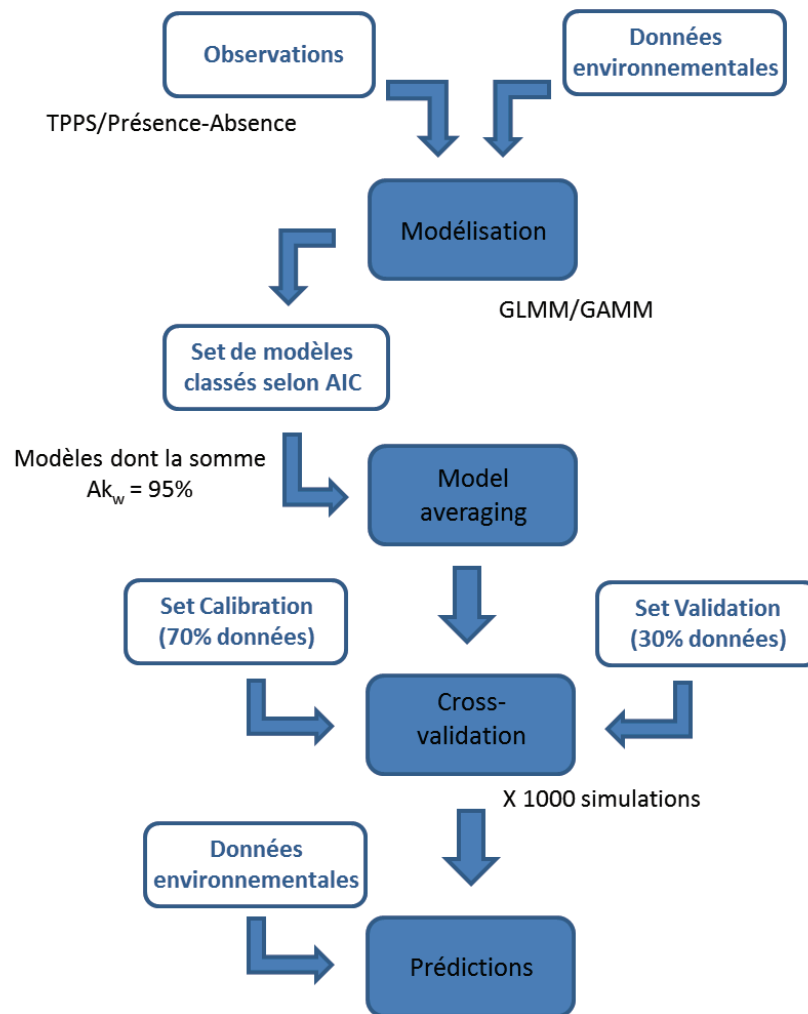 Observations
Données
environnementales
TPPS/Présence-Absence
Modélisation
GLMM/GAMM
Set de modèles
classés selon AIC
Modèles dont la somme
Akw = 95%
Model
averaging
Set Calibration
(70% données)
Set Validation
(30% données)
Cross-
validation
X 1000 simulations
Données
environnementales
Prédictions